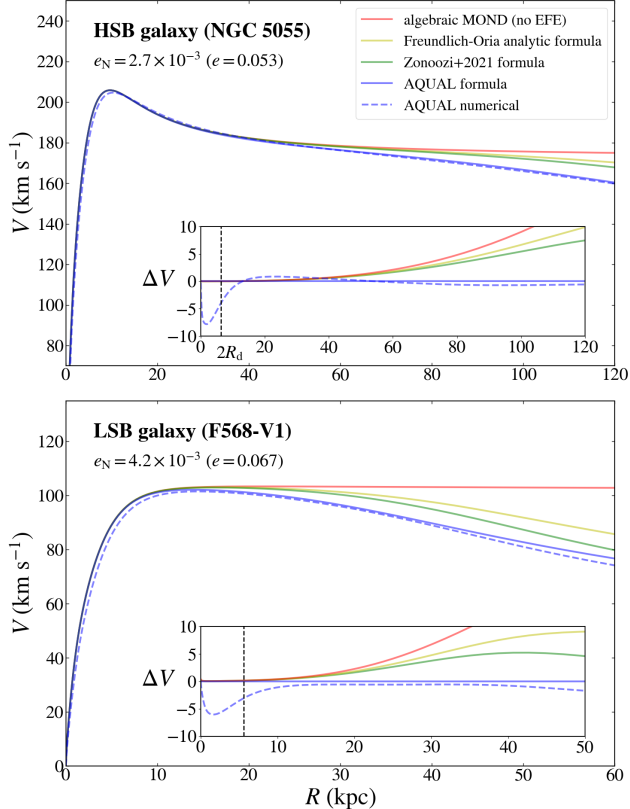 HSB galaxy (NGC 5055)
e_N = 2.7 × 10⁻³ (e = 0.053)
algebraic MOND (no EFE)
Freundlich-Oria analytic formula
Zonoozi+2021 formula
AQUAL formula
AQUAL numerical
V (km s⁻¹)
240
220
200
180
160
140
120
100
80
0 20 40 60 80 100 120
ΔV
10
5
0
−5
−10
0 2R_d 20 40 60 80 100 120
LSB galaxy (F568-V1)
e_N = 4.2 × 10⁻³ (e = 0.067)
V (km s⁻¹)
120
100
80
60
40
20
0
0 10 20 30 40 50 60
ΔV
10
5
0
−5
−10
0 10 20 30 40 50
R (kpc)